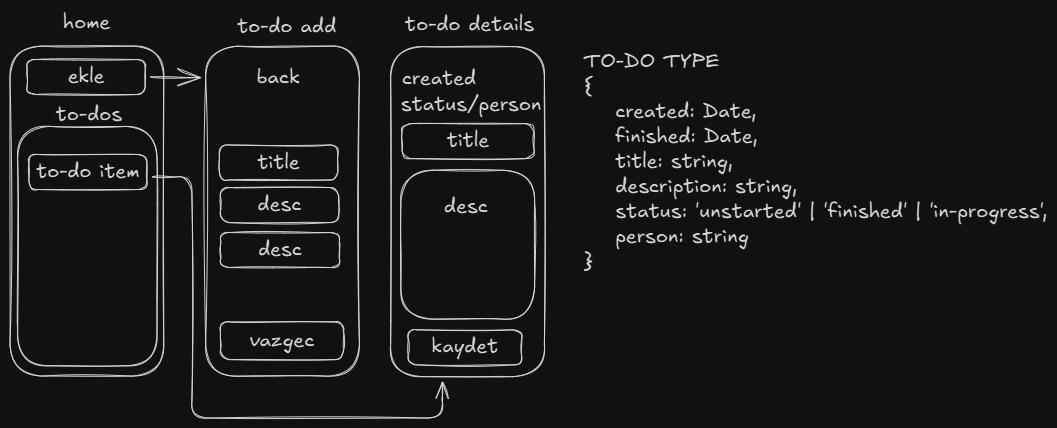 home
ekle
to-dos
to-do item
to-do add
back
title
desc
desc
vazgec
to-do details
created
status/person
title
desc
kaydet
TO-DO TYPE
{
created: Date,
finished: Date,
title: string,
description: string,
status: 'unstarted' | 'finished' | 'in-progress',
person: string
}